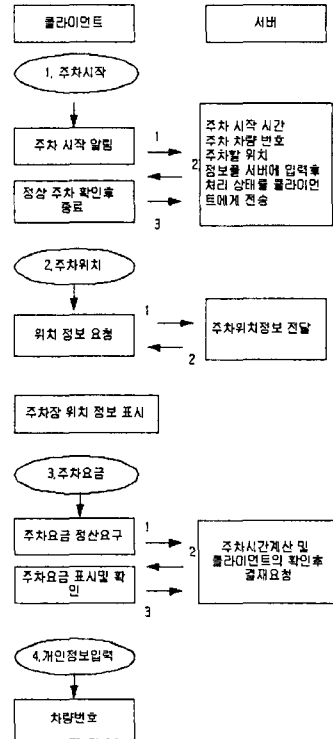 클라이언트
서버
1. 주차시작
주차 시작 알림
1
2
정상 주차 확인후
종료
3
주차 시작 시간
주차 차량 번호
주차할 위치
정보를 서버에 입력후
처리 상태를 클라이언
트에게 전송
2.주차위치
위치 정보 요청
1
2
주차위치정보 전달
주차장 위치 정보 표시
3.주차요금
주차요금 정산요구
1
2
주차요금 표시및 확
인
3
주차시간계산 및
클라이언트의 확인후
결재요청
4.개인정보입력
차량번호